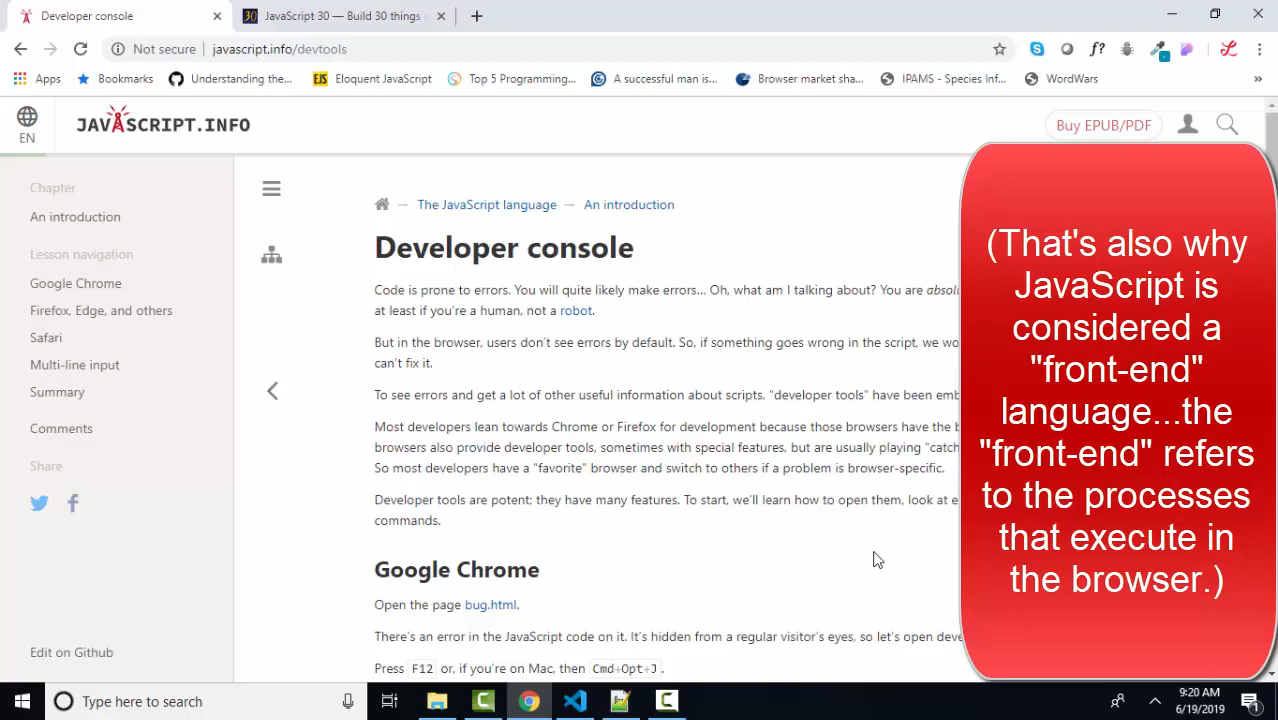 Developer console
JavaScript 30 — Build 30 things
Not secure
javascript.info/devtools
Apps
Bookmarks
Understanding the...
EJS
Eloquent JavaScript
Top 5 Programming...
A successful man is...
Browser market sha...
IPAMS - Species Inf...
WordWars
»
f?
EN
JAVASCRIPT.INFO
Buy EPUB/PDF
Chapter
An introduction
Lesson navigation
Google Chrome
Firefox, Edge, and others
Safari
Multi-line input
Summary
Comments
Share
Edit on Github
The JavaScript language → An introduction
Developer console
Code is prone to errors. You will quite likely make errors… Oh, what am I talking about? You are
at least if you're a human, not a robot.
But in the browser, users don't see errors by default. So, if something goes wrong in the script, we wo
can't fix it.
To see errors and get a lot of other useful information about scripts, "developer tools" have been emb
Most developers lean towards Chrome or Firefox for development because those browsers have the b
browsers also provide developer tools, sometimes with special features, but are usually playing "catc
So most developers have a "favorite" browser and switch to others if a problem is browser-specific.
Developer tools are potent; they have many features. To start, we'll learn how to open them, look at e
commands.
Google Chrome
Open the page bug.html.
There's an error in the JavaScript code on it. It's hidden from a regular visitor's eyes, so let's open deve
Press F12 or, if you're on Mac, then Cmd+Opt+J.
(That's also why
JavaScript is
considered a
"front-end"
language...the
"front-end" refers
to the processes
that execute in
the browser.)
Type here to search
9:20 AM
6/19/2019